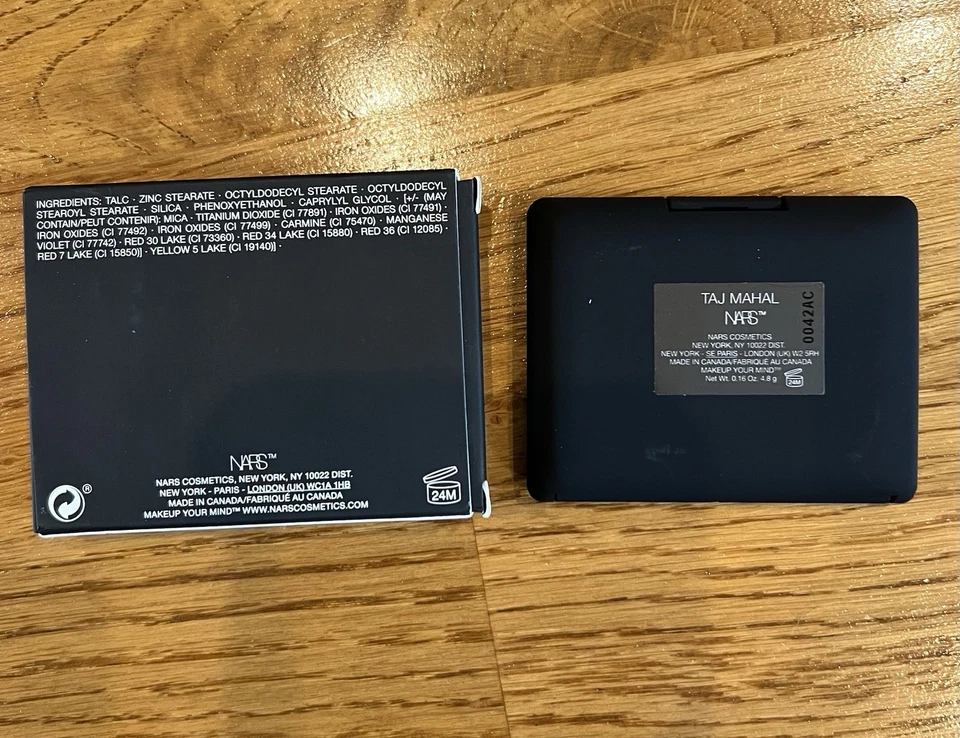 INGREDIENTS: TALC · ZINC STEARATE · OCTYLDODECYL STEARATE · OCTYLDODECYL
STEAROYL STEARATE · SILICA · PHENOXYETHANOL · CAPRYLYL GLYCOL · [+/- (MAY
CONTAIN/PEUT CONTENIR): MICA · TITANIUM DIOXIDE (CI 77891) · IRON OXIDES (CI 77491) ·
IRON OXIDES (CI 77492) · IRON OXIDES (CI 77499) · CARMINE (CI 75470) · MANGANESE
VIOLET (CI 77742) · RED 30 LAKE (CI 73360) · RED 34 LAKE (CI 15880) · RED 36 (CI 12085) ·
RED 7 LAKE (CI 15850)] · YELLOW 5 LAKE (CI 19140)] ·
NARS™
NARS COSMETICS, NEW YORK, NY 10022 DIST.
NEW YORK - PARIS - LONDON (UK) WC1A 1HB
MADE IN CANADA/FABRIQUÉ AU CANADA
MAKEUP YOUR MIND™ WWW.NARSCOSMETICS.COM
®
24M
TAJ MAHAL
NARS™
NARS COSMETICS
NEW YORK, NY 10022 DIST.
NEW YORK - SE PARIS - LONDON (UK) W2 5RH
MADE IN CANADA/FABRIQUE AU CANADA
MAKEUP YOUR MIND™
Net Wt. 0.16 Oz. 4.8 g
24M
0042AC